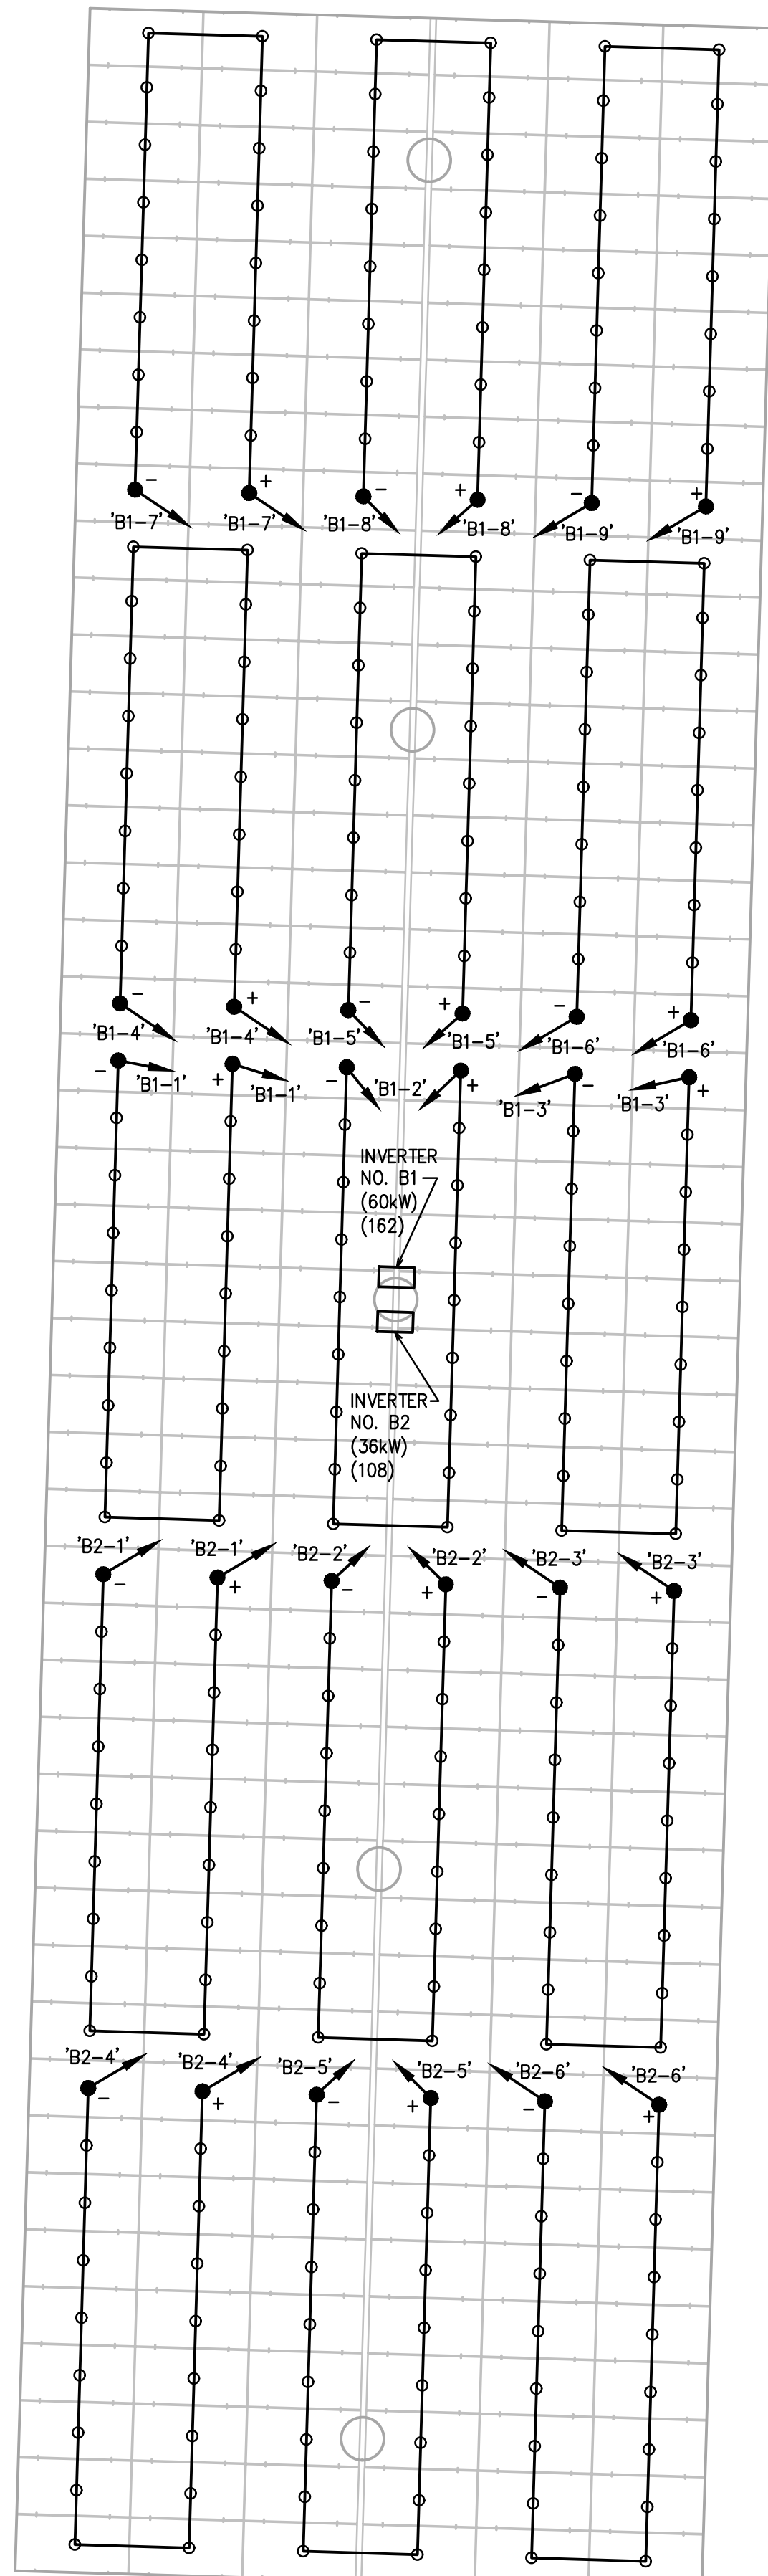 − + − + − +
'B1−7' 'B1−7' 'B1−8' 'B1−8' 'B1−9' 'B1−9'
− + − + − +
'B1−4' 'B1−4' 'B1−5' 'B1−5' 'B1−6' 'B1−6'
− 'B1−1' + 'B1−1' − 'B1−2' + 'B1−3' − 'B1−3' +
INVERTER
NO. B1
(60kW)
(162)
INVERTER
NO. B2
(36kW)
(108)
'B2−1' 'B2−1' 'B2−2' 'B2−2' 'B2−3' 'B2−3'
− + − + − +
'B2−4' 'B2−4' 'B2−5' 'B2−5' 'B2−6' 'B2−6'
− + − + − +